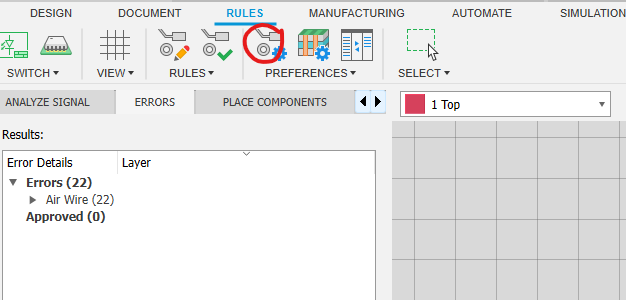 DESIGN DOCUMENT RULES MANUFACTURING AUTOMATE SIMULATION
SWITCH VIEW RULES PREFERENCES SELECT
ANALYZE SIGNAL ERRORS PLACE COMPONENTS
1 Top
Results:
Error Details Layer
Errors (22)
Air Wire (22)
Approved (0)